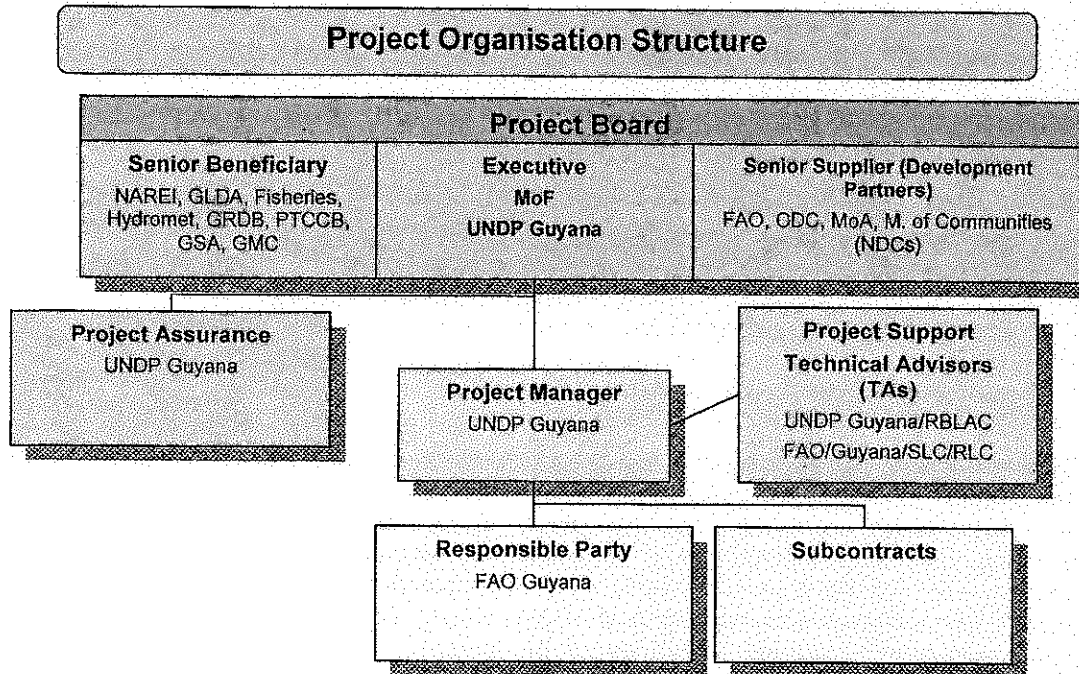 Project Organisation Structure
Project Board
Senior Beneficiary
NAREI, GLDA, Fisheries,
Hydromet, GRDB, PTCCB,
GSA, GMC
Executive
MoF
UNDP Guyana
Senior Supplier (Development
Partners)
FAO, ODC, MoA, M. of Communities
(NDCs)
Project Assurance
UNDP Guyana
Project Manager
UNDP Guyana
Project Support
Technical Advisors
(TAs)
UNDP Guyana/RBLAC
FAO/Guyana/SLC/RLC
Responsible Party
FAO Guyana
Subcontracts